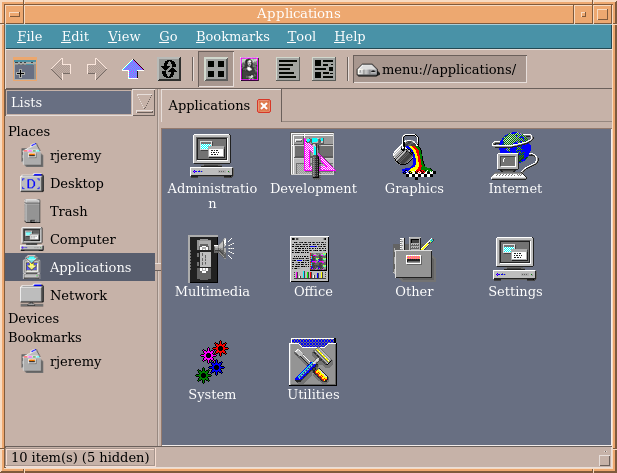 Applications
File Edit View Go Bookmarks Tool Help
menu://applications/
Lists
Applications
Places
rjeremy
Desktop
Trash
Computer
Applications
Network
Devices
Bookmarks
rjeremy
Administratio
n
Development
Graphics
Internet
Multimedia
Office
Other
Settings
System
Utilities
10 item(s) (5 hidden)